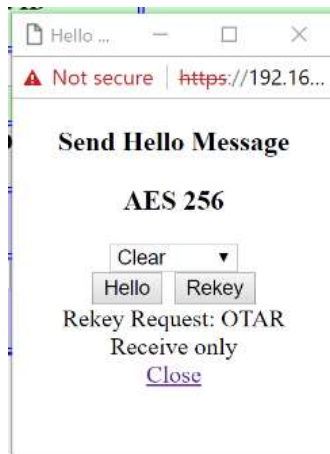 Hello ...
Not secure https://192.16...
Send Hello Message
AES 256
Clear
Hello Rekey
Rekey Request: OTAR
Receive only
Close